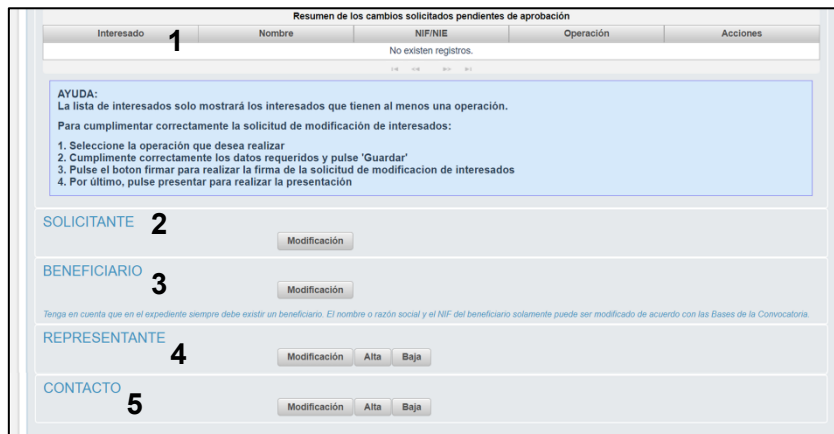 Resumen de los cambios solicitados pendientes de aprobación
Interesado 1 Nombre NIF/NIE Operación Acciones
No existen registros.
AYUDA:
La lista de interesados solo mostrará los interesados que tienen al menos una operación.
Para cumplimentar correctamente la solicitud de modificación de interesados:
1. Seleccione la operación que desea realizar
2. Cumplimente correctamente los datos requeridos y pulse 'Guardar'
3. Pulse el boton firmar para realizar la firma de la solicitud de modificacion de interesados
4. Por último, pulse presentar para realizar la presentación
SOLICITANTE 2
Modificación
BENEFICIARIO 3
Modificación
Tenga en cuenta que en el expediente siempre debe existir un beneficiario. El nombre o razón social y el NIF del beneficiario solamente puede ser modificado de acuerdo con las Bases de la Convocatoria.
REPRESENTANTE 4
Modificación Alta Baja
CONTACTO 5
Modificación Alta Baja